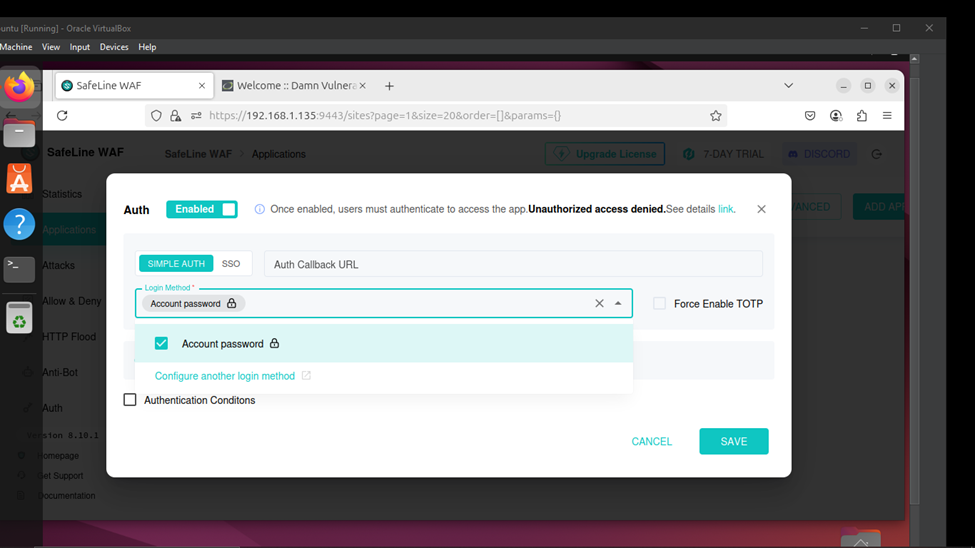 untu [Running] - Oracle VirtualBox
Machine View Input Devices Help
SafeLine WAF
Welcome :: Damn Vulnera
https://192.168.1.135:9443/sites?page=1&size=20&order=[]&params={}
SafeLine WAF
SafeLine WAF > Applications
Upgrade License
7-DAY TRIAL
DISCORD
Statistics
Applications
ANCED
ADD APP
Attacks
Allow & Deny
HTTP Flood
Anti-Bot
Auth
Version 8.10.1
Homepage
Get Support
Documentation
Auth
Enabled
Once enabled, users must authenticate to access the app.Unauthorized access denied.See details link.
SIMPLE AUTH
SSO
Auth Callback URL
Login Method *
Account password
Force Enable TOTP
Account password
Configure another login method
Authentication Conditons
CANCEL
SAVE